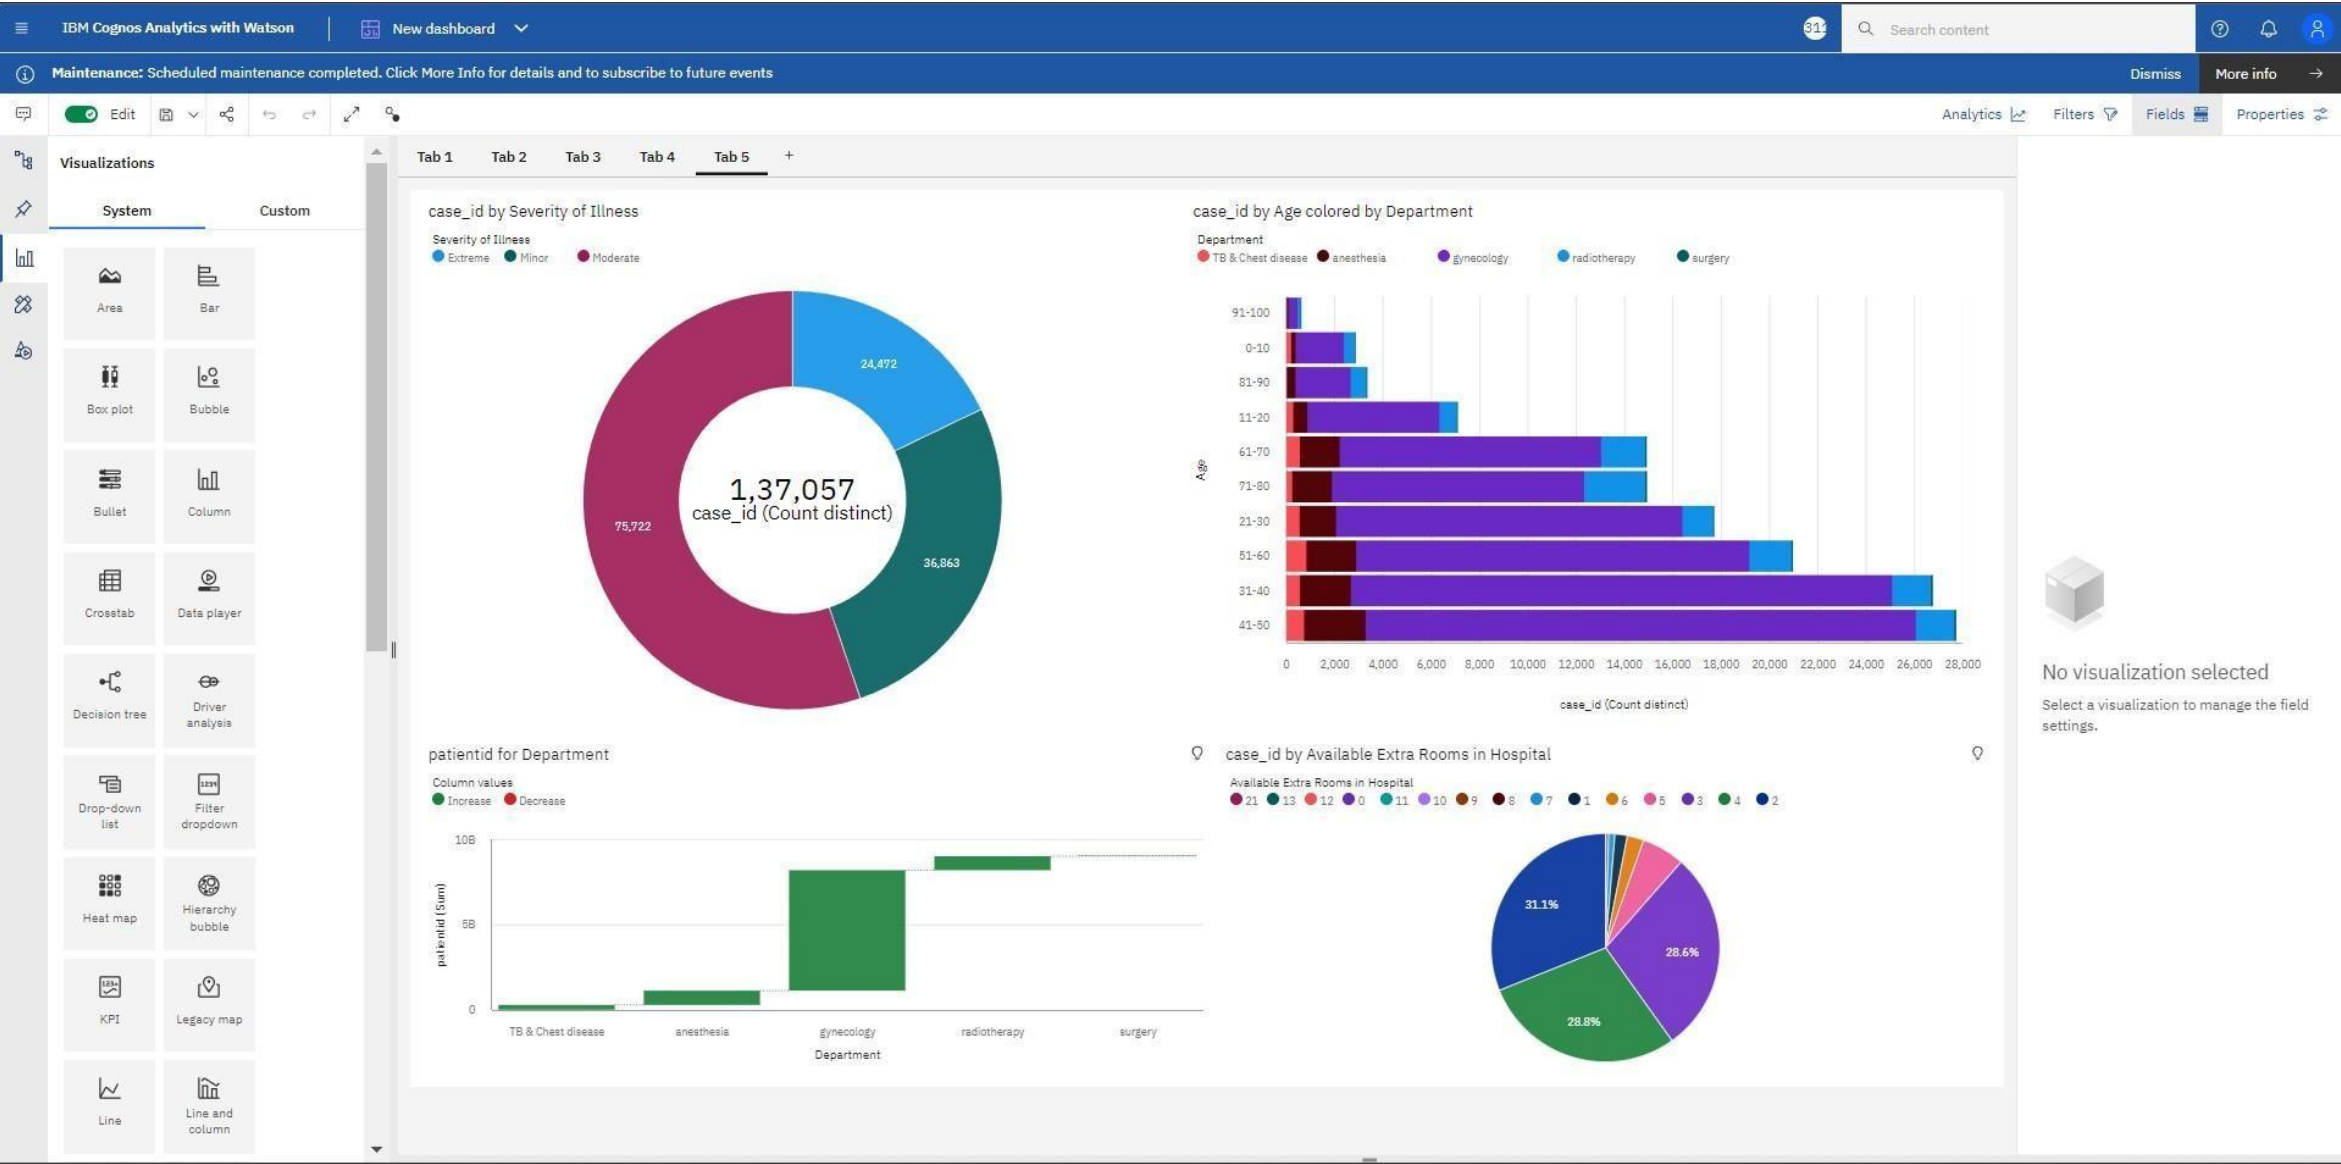 IBM Cognos Analytics with Watson
New dashboard
Search content
Maintenance: Scheduled maintenance completed. Click More Info for details and to subscribe to future events
Dismiss
More info
Edit
Analytics
Filters
Fields
Properties
Visualizations
System
Custom
Area
Bar
Box plot
Bubble
Bullet
Column
Crosstab
Data player
Decision tree
Driver
analysis
Drop-down
list
Filter
dropdown
Heat map
Hierarchy
bubble
KPI
Legacy map
Line
Line and
column
Tab 1
Tab 2
Tab 3
Tab 4
Tab 5
+
case_id by Severity of Illness
Severity of Illness
Extreme Minor Moderate
24,472
36,863
75,722
1,37,057
case_id (Count distinct)
case_id by Age colored by Department
Department
TB & Chest disease anesthesia gynecology radiotherapy surgery
Age
91-100
0-10
81-90
11-20
61-70
71-80
21-30
51-60
31-40
41-50
0 2,000 4,000 6,000 8,000 10,000 12,000 14,000 16,000 18,000 20,000 22,000 24,000 26,000 28,000
case_id (Count distinct)
patientid for Department
Column values
Increase Decrease
patientid (Sum)
10B
5B
0
TB & Chest disease anesthesia gynecology radiotherapy surgery
Department
case_id by Available Extra Rooms in Hospital
Available Extra Rooms in Hospital
21 13 12 0 11 10 9 8 7 1 6 5 3 4 2
31.1%
28.6%
28.8%
No visualization selected
Select a visualization to manage the field
settings.